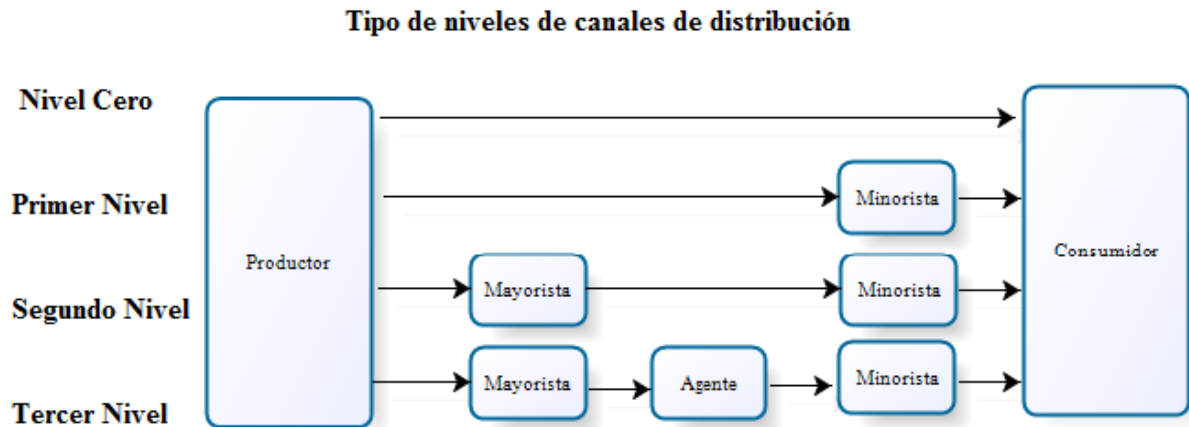 Tipo de niveles de canales de distribución
Nivel Cero
Primer Nivel
Minorista
Productor
Consumidor
Segundo Nivel
Mayorista
Minorista
Tercer Nivel
Mayorista
Agente
Minorista